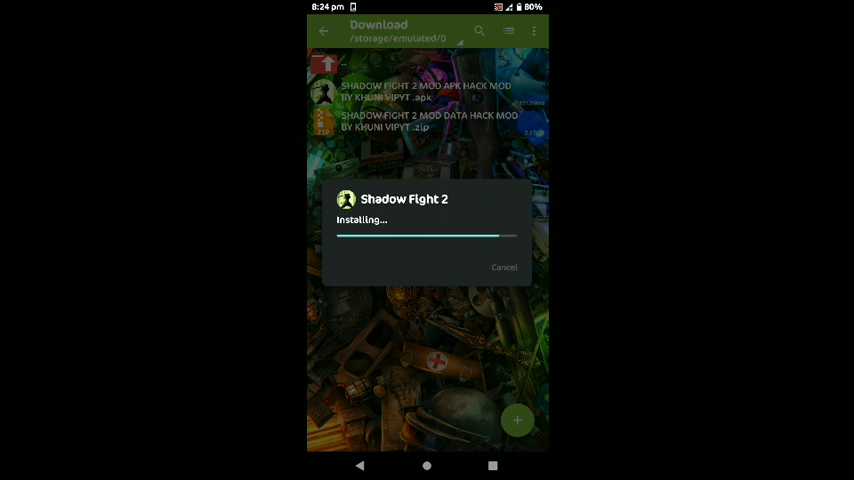 8:24 pm
80%
Download
/storage/emulated/0
..
SHADOW FIGHT 2 MOD APK HACK MOD
BY KHUNI VIPYT .apk
SHADOW FIGHT 2 MOD DATA HACK MOD
BY KHUNI VIPYT .zip
ZIP
Shadow Fight 2
Installing...
Cancel